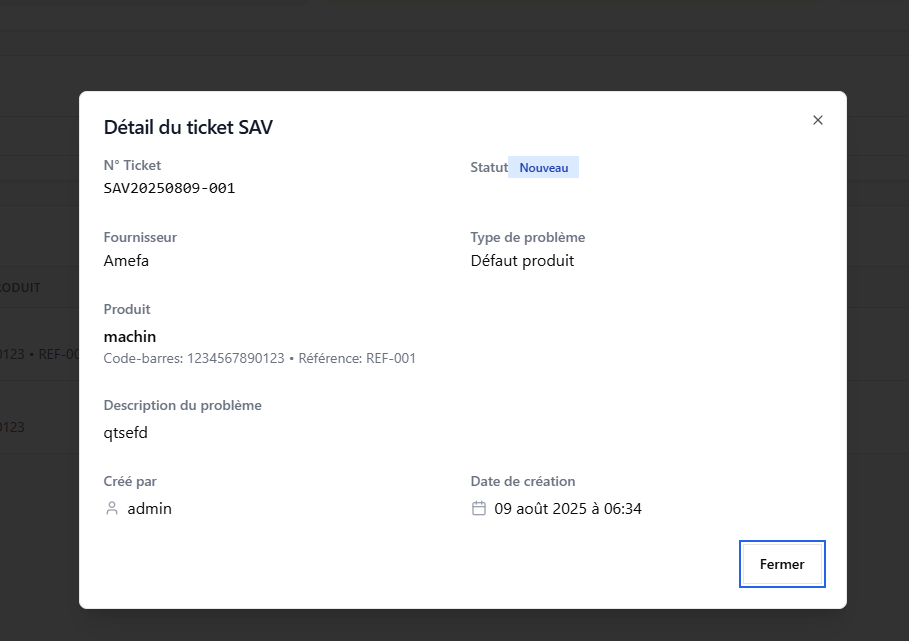 Détail du ticket SAV
N° Ticket
SAV20250809-001
Statut Nouveau
Fournisseur
Amefa
Type de problème
Défaut produit
Produit
machin
Code-barres: 1234567890123 • Référence: REF-001
Description du problème
qtsefd
Créé par
admin
Date de création
09 août 2025 à 06:34
Fermer
ODUIT
0123 • REF-00
0123